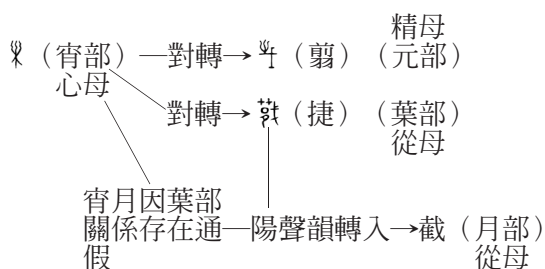 精母
（宵部）—對轉→（翦）（元部）
心母
對轉→（捷）（葉部）
從母
宵月因葉部
關係存在通—陽聲韻轉入→截（月部）
假
從母